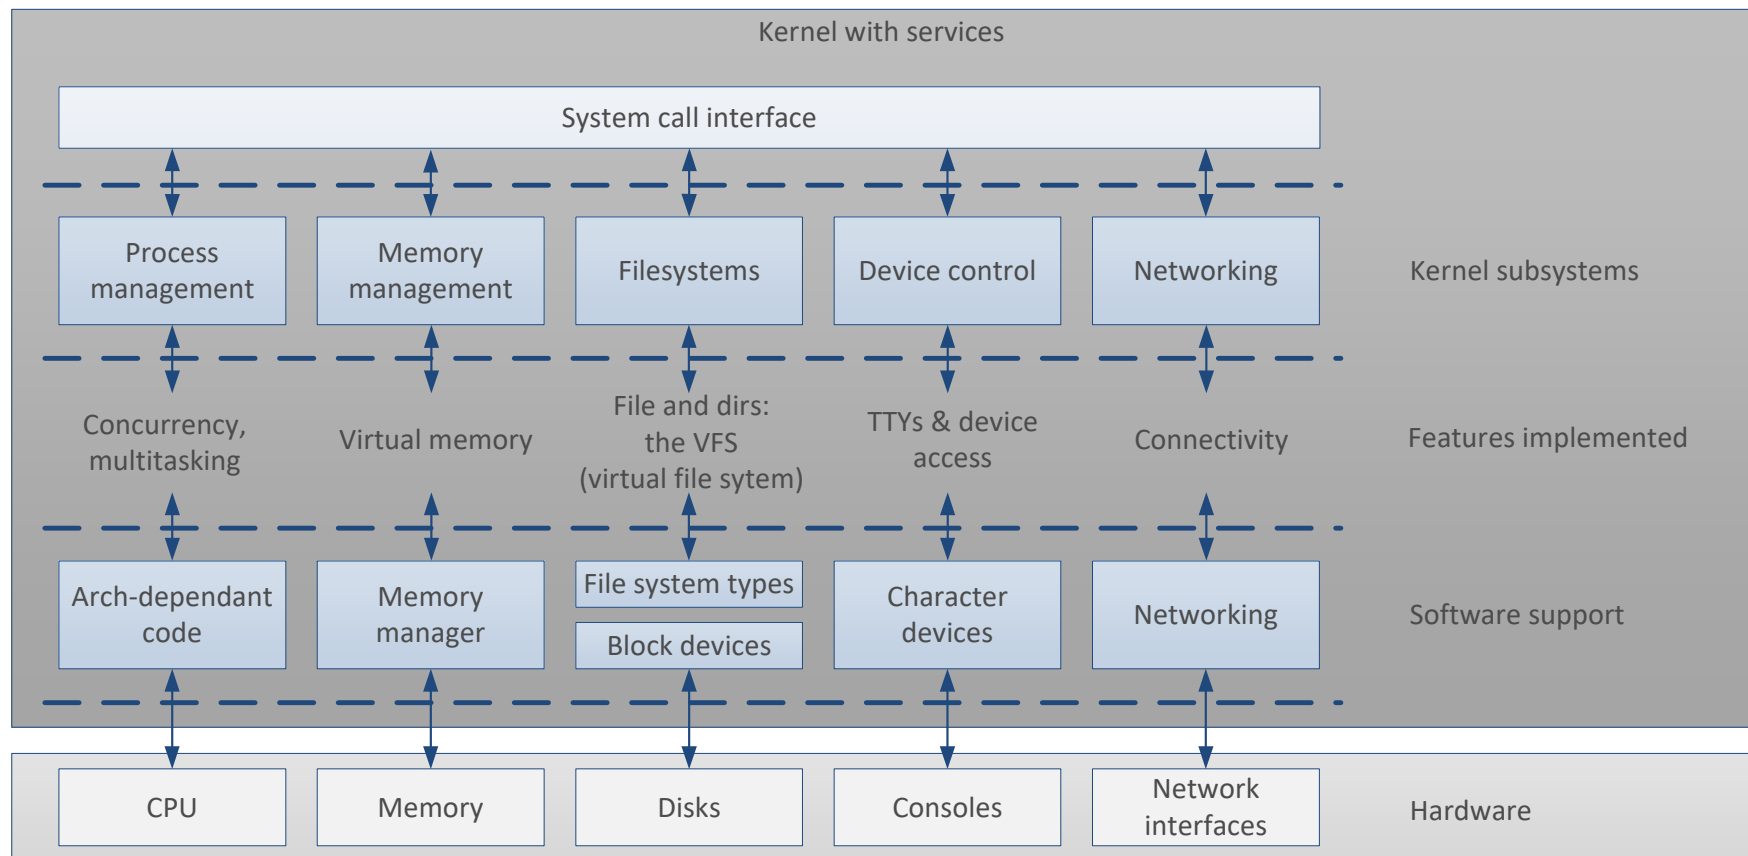 Kernel with services
System call interface
Process
management
Memory
management
Filesystems
Device control
Networking
Kernel subsystems
Concurrency,
multitasking
Virtual memory
File and dirs:
the VFS
(virtual file sytem)
TTYs & device
access
Connectivity
Features implemented
Arch-dependant
code
Memory
manager
File system types
Block devices
Character
devices
Networking
Software support
CPU
Memory
Disks
Consoles
Network
interfaces
Hardware